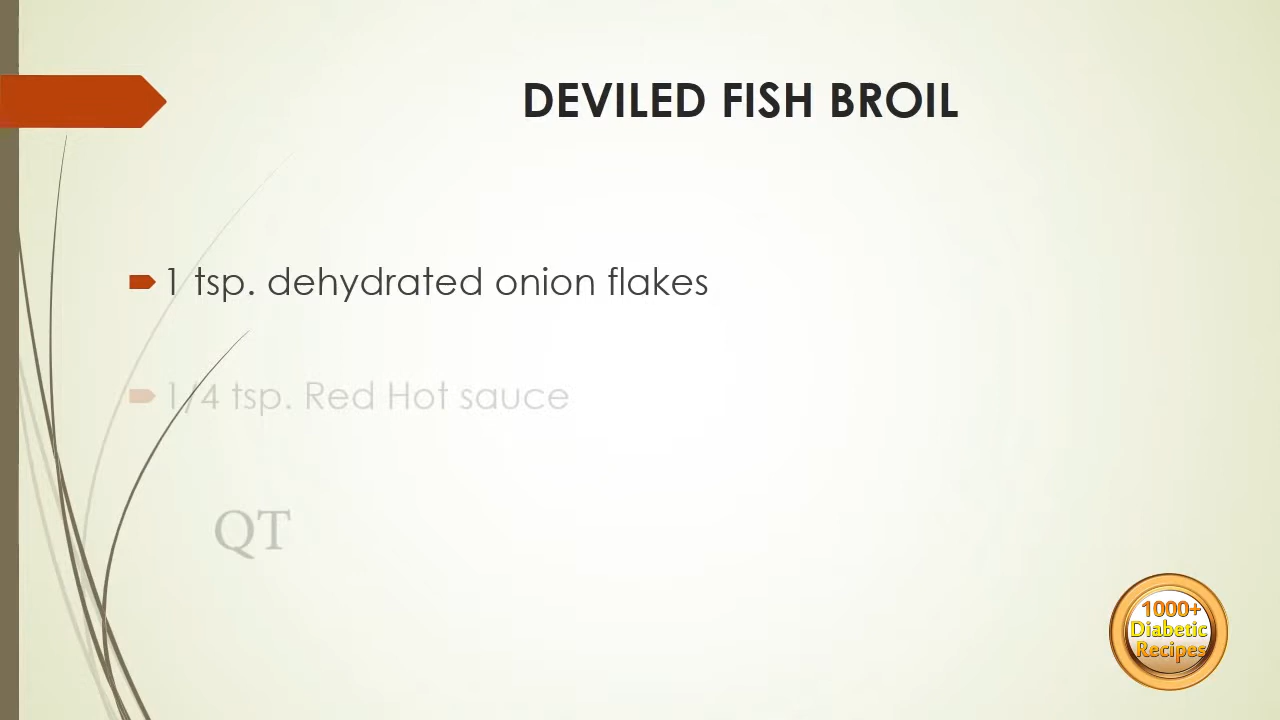 DEVILED FISH BROIL
1 tsp. dehydrated onion flakes
1/4 tsp. Red Hot sauce
QT
1000+
Diabetic
Recipes